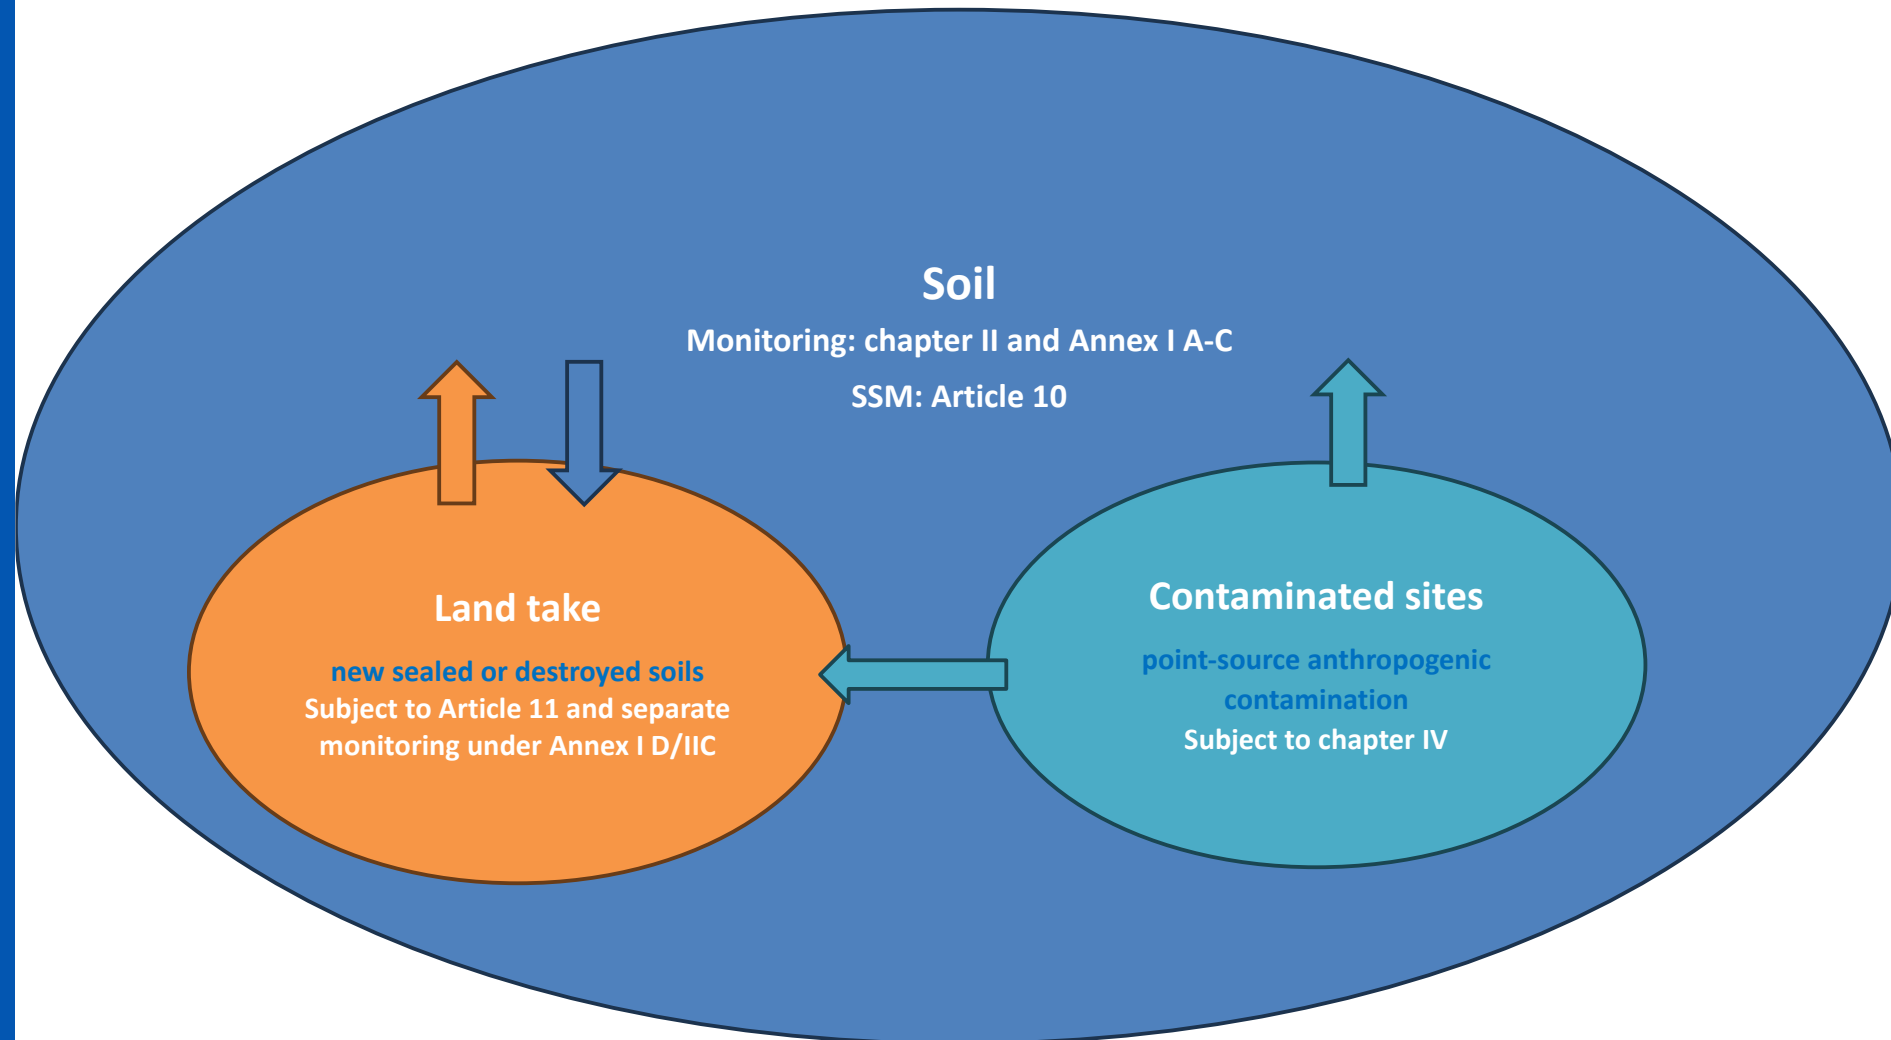 Soil
Monitoring: chapter II and Annex I A-C
SSM: Article 10
Land take
new sealed or destroyed soils
Subject to Article 11 and separate
monitoring under Annex I D/IIC
Contaminated sites
point-source anthropogenic
contamination
Subject to chapter IV